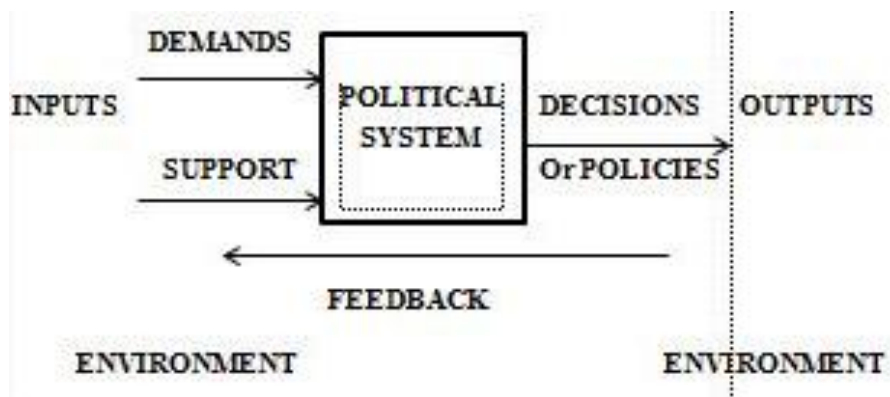 DEMANDS
INPUTS
SUPPORT
POLITICAL
SYSTEM
DECISIONS
Or POLICIES
OUTPUTS
FEEDBACK
ENVIRONMENT
ENVIRONMENT